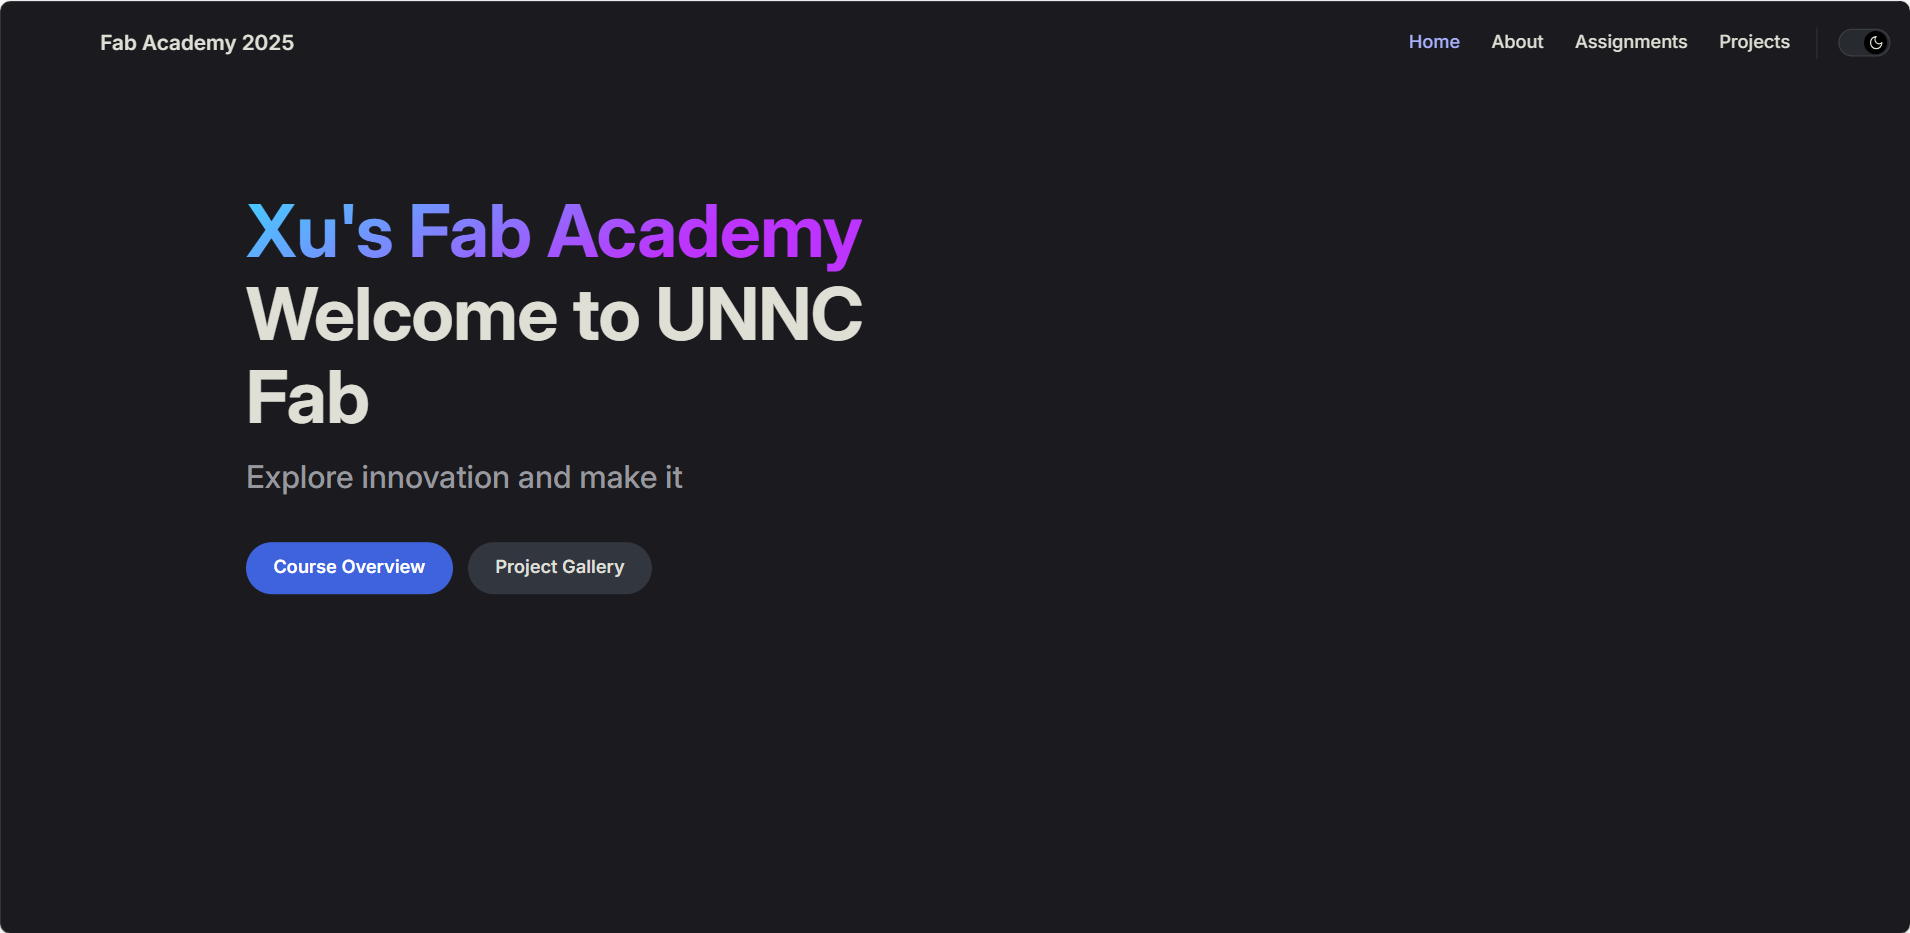 Fab Academy 2025
Home About Assignments Projects
Xu's Fab Academy
Welcome to UNNC
Fab
Explore innovation and make it
Course Overview Project Gallery